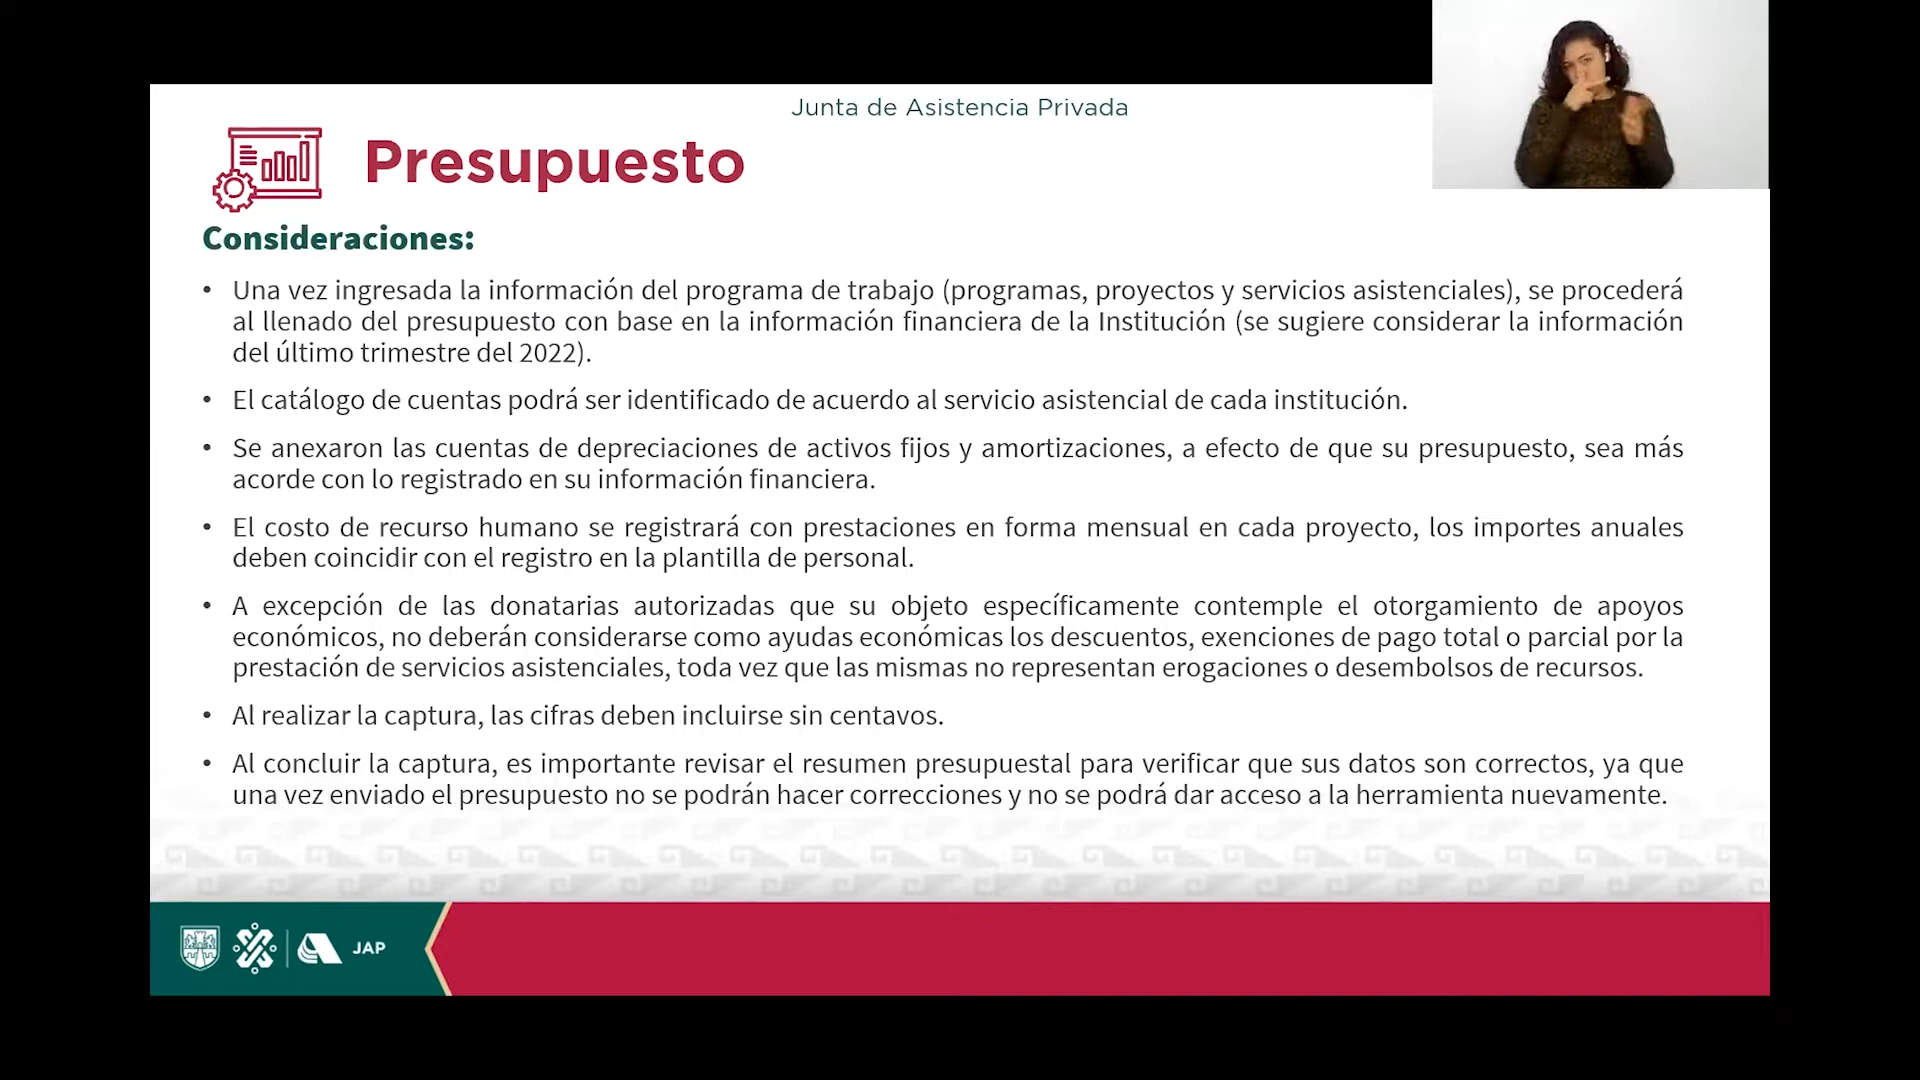 Junta de Asistencia Privada
Presupuesto
Consideraciones:
• Una vez ingresada la información del programa de trabajo (programas, proyectos y servicios asistenciales), se procederá
al llenado del presupuesto con base en la información financiera de la Institución (se sugiere considerar la información
del último trimestre del 2022).
• El catálogo de cuentas podrá ser identificado de acuerdo al servicio asistencial de cada institución.
• Se anexaron las cuentas de depreciaciones de activos fijos y amortizaciones, a efecto de que su presupuesto, sea más
acorde con lo registrado en su información financiera.
• El costo de recurso humano se registrará con prestaciones en forma mensual en cada proyecto, los importes anuales
deben coincidir con el registro en la plantilla de personal.
• A excepción de las donatarias autorizadas que su objeto específicamente contemple el otorgamiento de apoyos
económicos, no deberán considerarse como ayudas económicas los descuentos, exenciones de pago total o parcial por la
prestación de servicios asistenciales, toda vez que las mismas no representan erogaciones o desembolsos de recursos.
• Al realizar la captura, las cifras deben incluirse sin centavos.
• Al concluir la captura, es importante revisar el resumen presupuestal para verificar que sus datos son correctos, ya que
una vez enviado el presupuesto no se podrán hacer correcciones y no se podrá dar acceso a la herramienta nuevamente.
JAP